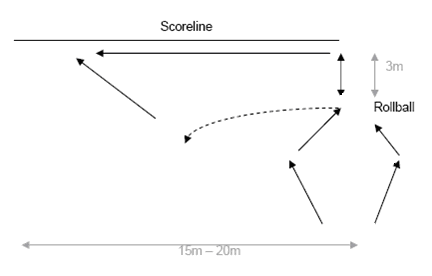 Scoreline
3m
Rollball
15m – 20m